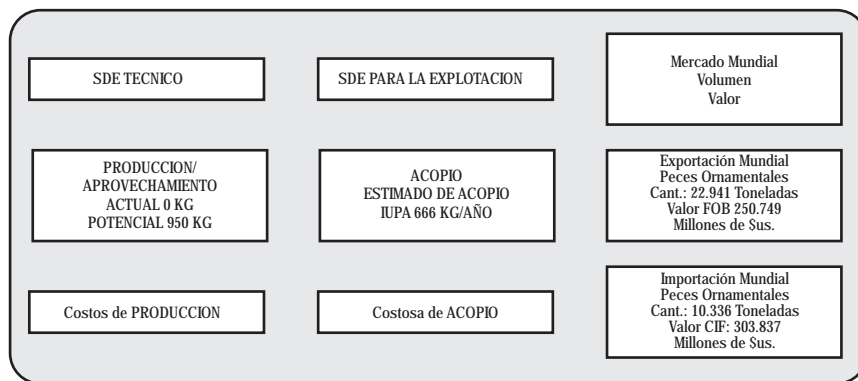 SDE TECNICO
SDE PARA LA EXPLOTACION
Mercado Mundial
Volumen
Valor
PRODUCCION/
APROVECHAMIENTO
ACTUAL 0 KG
POTENCIAL 950 KG
ACOPIO
ESTIMADO DE ACOPIO
IUPA 666 KG/AÑO
Exportación Mundial
Peces Ornamentales
Cant.: 22.941 Toneladas
Valor FOB 250.749
Millones de $us.
Costos de PRODUCCION
Costosa de ACOPIO
Importación Mundial
Peces Ornamentales
Cant.: 10.336 Toneladas
Valor CIF: 303.837
Millones de $us.